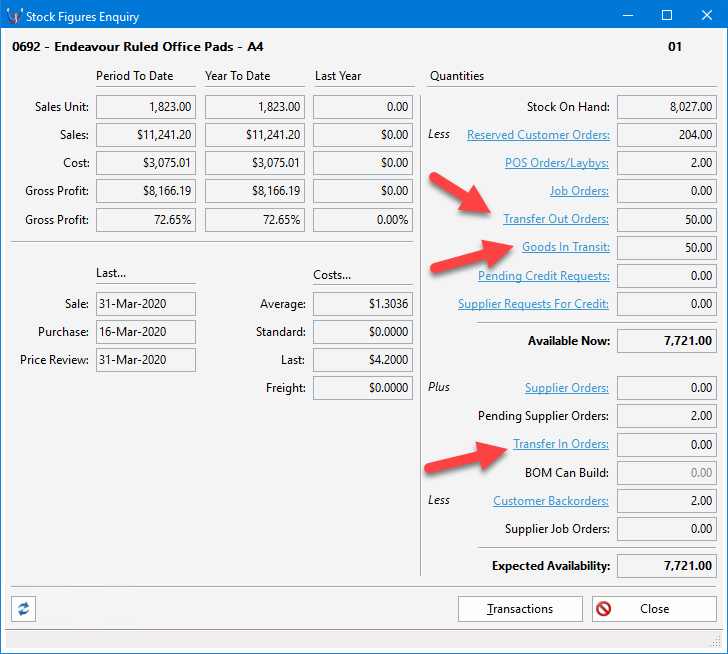 Stock Figures Enquiry
0692 - Endeavour Ruled Office Pads - A4
01
Period To Date Year To Date Last Year
Sales Unit: 1,823.00 1,823.00 0.00
Sales: $11,241.20 $11,241.20 $0.00
Cost: $3,075.01 $3,075.01 $0.00
Gross Profit: $8,166.19 $8,166.19 $0.00
Gross Profit: 72.65% 72.65% 0.00%
Last...
Sale: 31-Mar-2020
Purchase: 16-Mar-2020
Price Review: 31-Mar-2020
Costs...
Average: $1.3036
Standard: $0.0000
Last: $4.2000
Freight: $0.0000
Quantities
Stock On Hand: 8,027.00
Less Reserved Customer Orders: 204.00
POS Orders/Laybys: 2.00
Job Orders: 0.00
Transfer Out Orders: 50.00
Goods In Transit: 50.00
Pending Credit Requests: 0.00
Supplier Requests For Credit: 0.00
Available Now: 7,721.00
Plus Supplier Orders: 0.00
Pending Supplier Orders: 2.00
Transfer In Orders: 0.00
BOM Can Build: 0.00
Less Customer Backorders: 2.00
Supplier Job Orders: 0.00
Expected Availability: 7,721.00
Transactions
Close